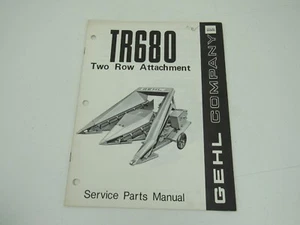 TR680
Two Row Attachment
GEHL COMPANY
Service Parts Manual